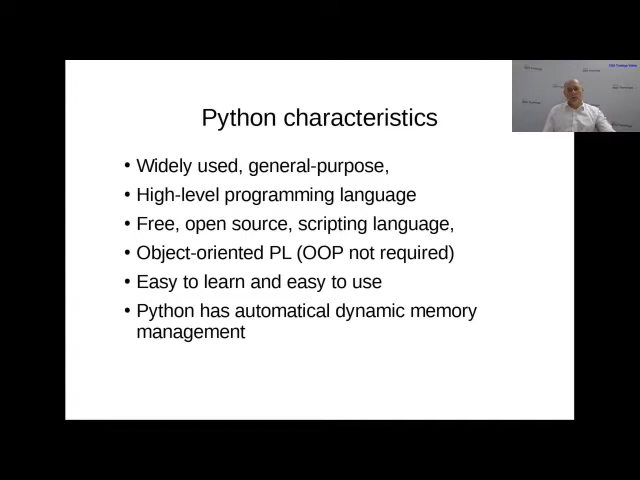 Python characteristics
• Widely used, general-purpose,
• High-level programming language
• Free, open source, scripting language,
• Object-oriented PL (OOP not required)
• Easy to learn and easy to use
• Python has automatical dynamic memory
management